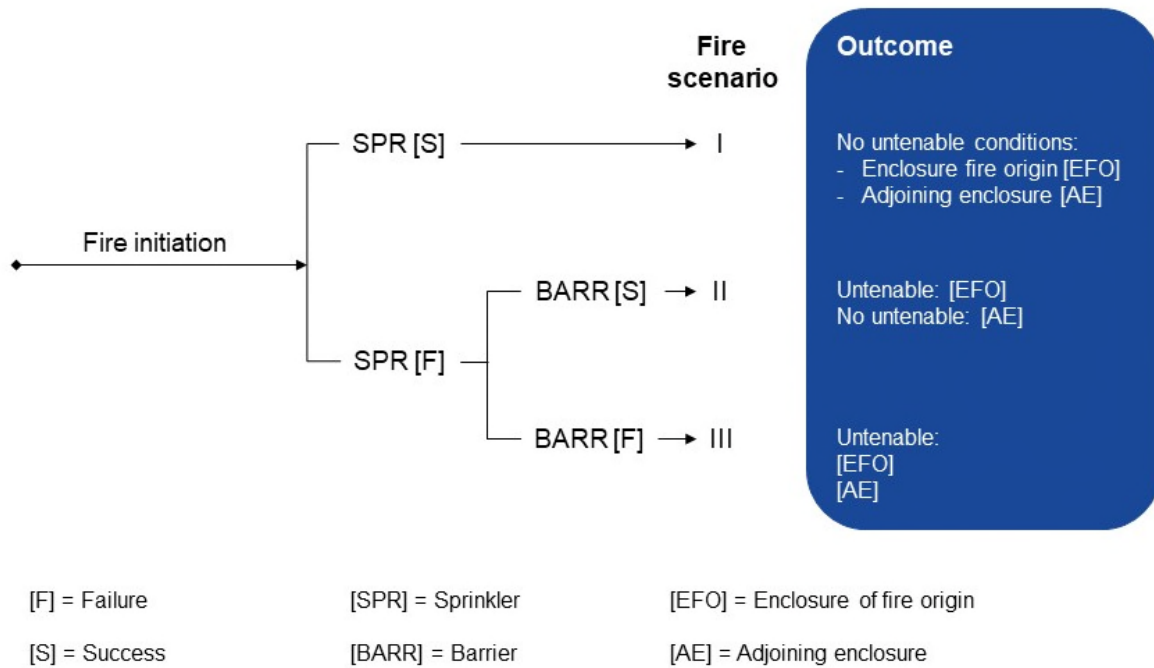 Fire scenario
Outcome
SPR [S]
I
No untenable conditions:
- Enclosure fire origin [EFO]
- Adjoining enclosure [AE]
Fire initiation
BARR [S]
II
Untenable: [EFO]
No untenable: [AE]
SPR [F]
BARR [F]
III
Untenable:
[EFO]
[AE]
[F] = Failure
[SPR] = Sprinkler
[EFO] = Enclosure of fire origin
[S] = Success
[BARR] = Barrier
[AE] = Adjoining enclosure